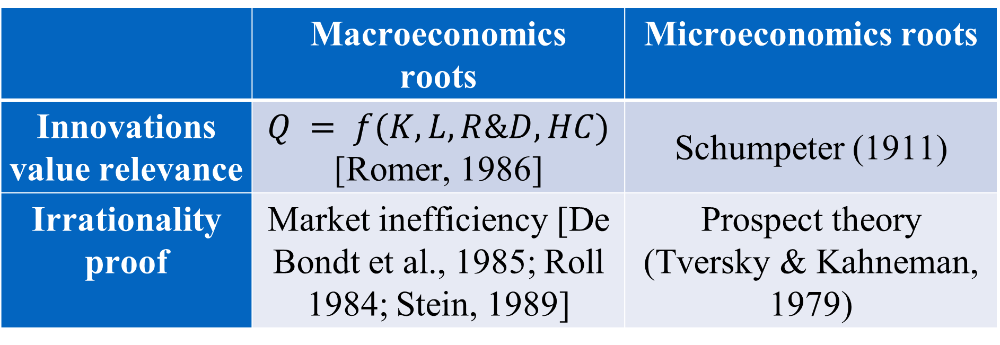 Macroeconomics
roots
Microeconomics roots
Innovations
value relevance
Q = f(K, L, R&D, HC)
[Romer, 1986]
Schumpeter (1911)
Irrationality
proof
Market inefficiency [De
Bondt et al., 1985; Roll
1984; Stein, 1989]
Prospect theory
(Tversky & Kahneman,
1979)